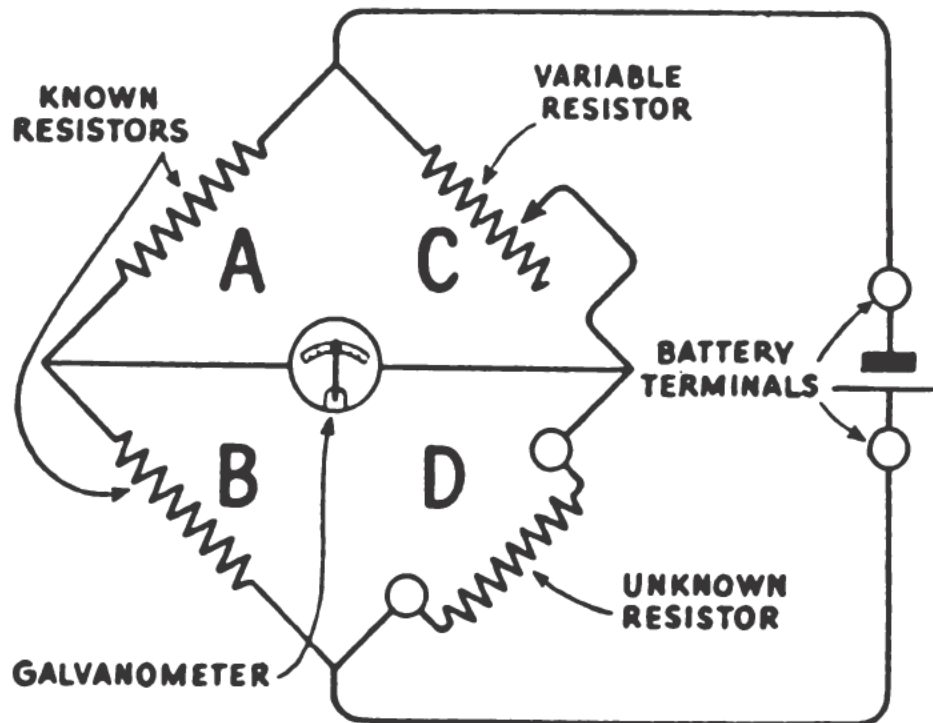 KNOWN
RESISTORS
VARIABLE
RESISTOR
A
C
BATTERY
TERMINALS
B
D
UNKNOWN
RESISTOR
GALVANOMETER